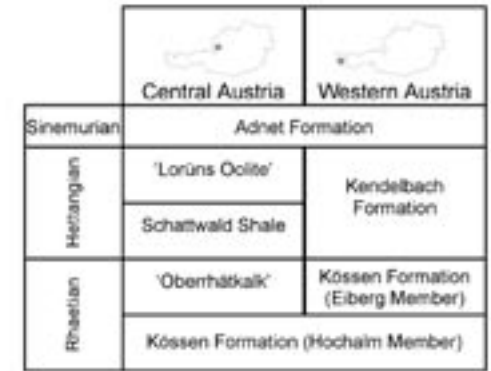 Central Austria
Western Austria
Sinemurian
Adnet Formation
Hettangian
'Lorüns Oolite'
Kendelbach
Formation
Schattwald Shale
Rhaetian
'Oberrhätkalk'
Kössen Formation
(Eiberg Member)
Kössen Formation (Hochalm Member)